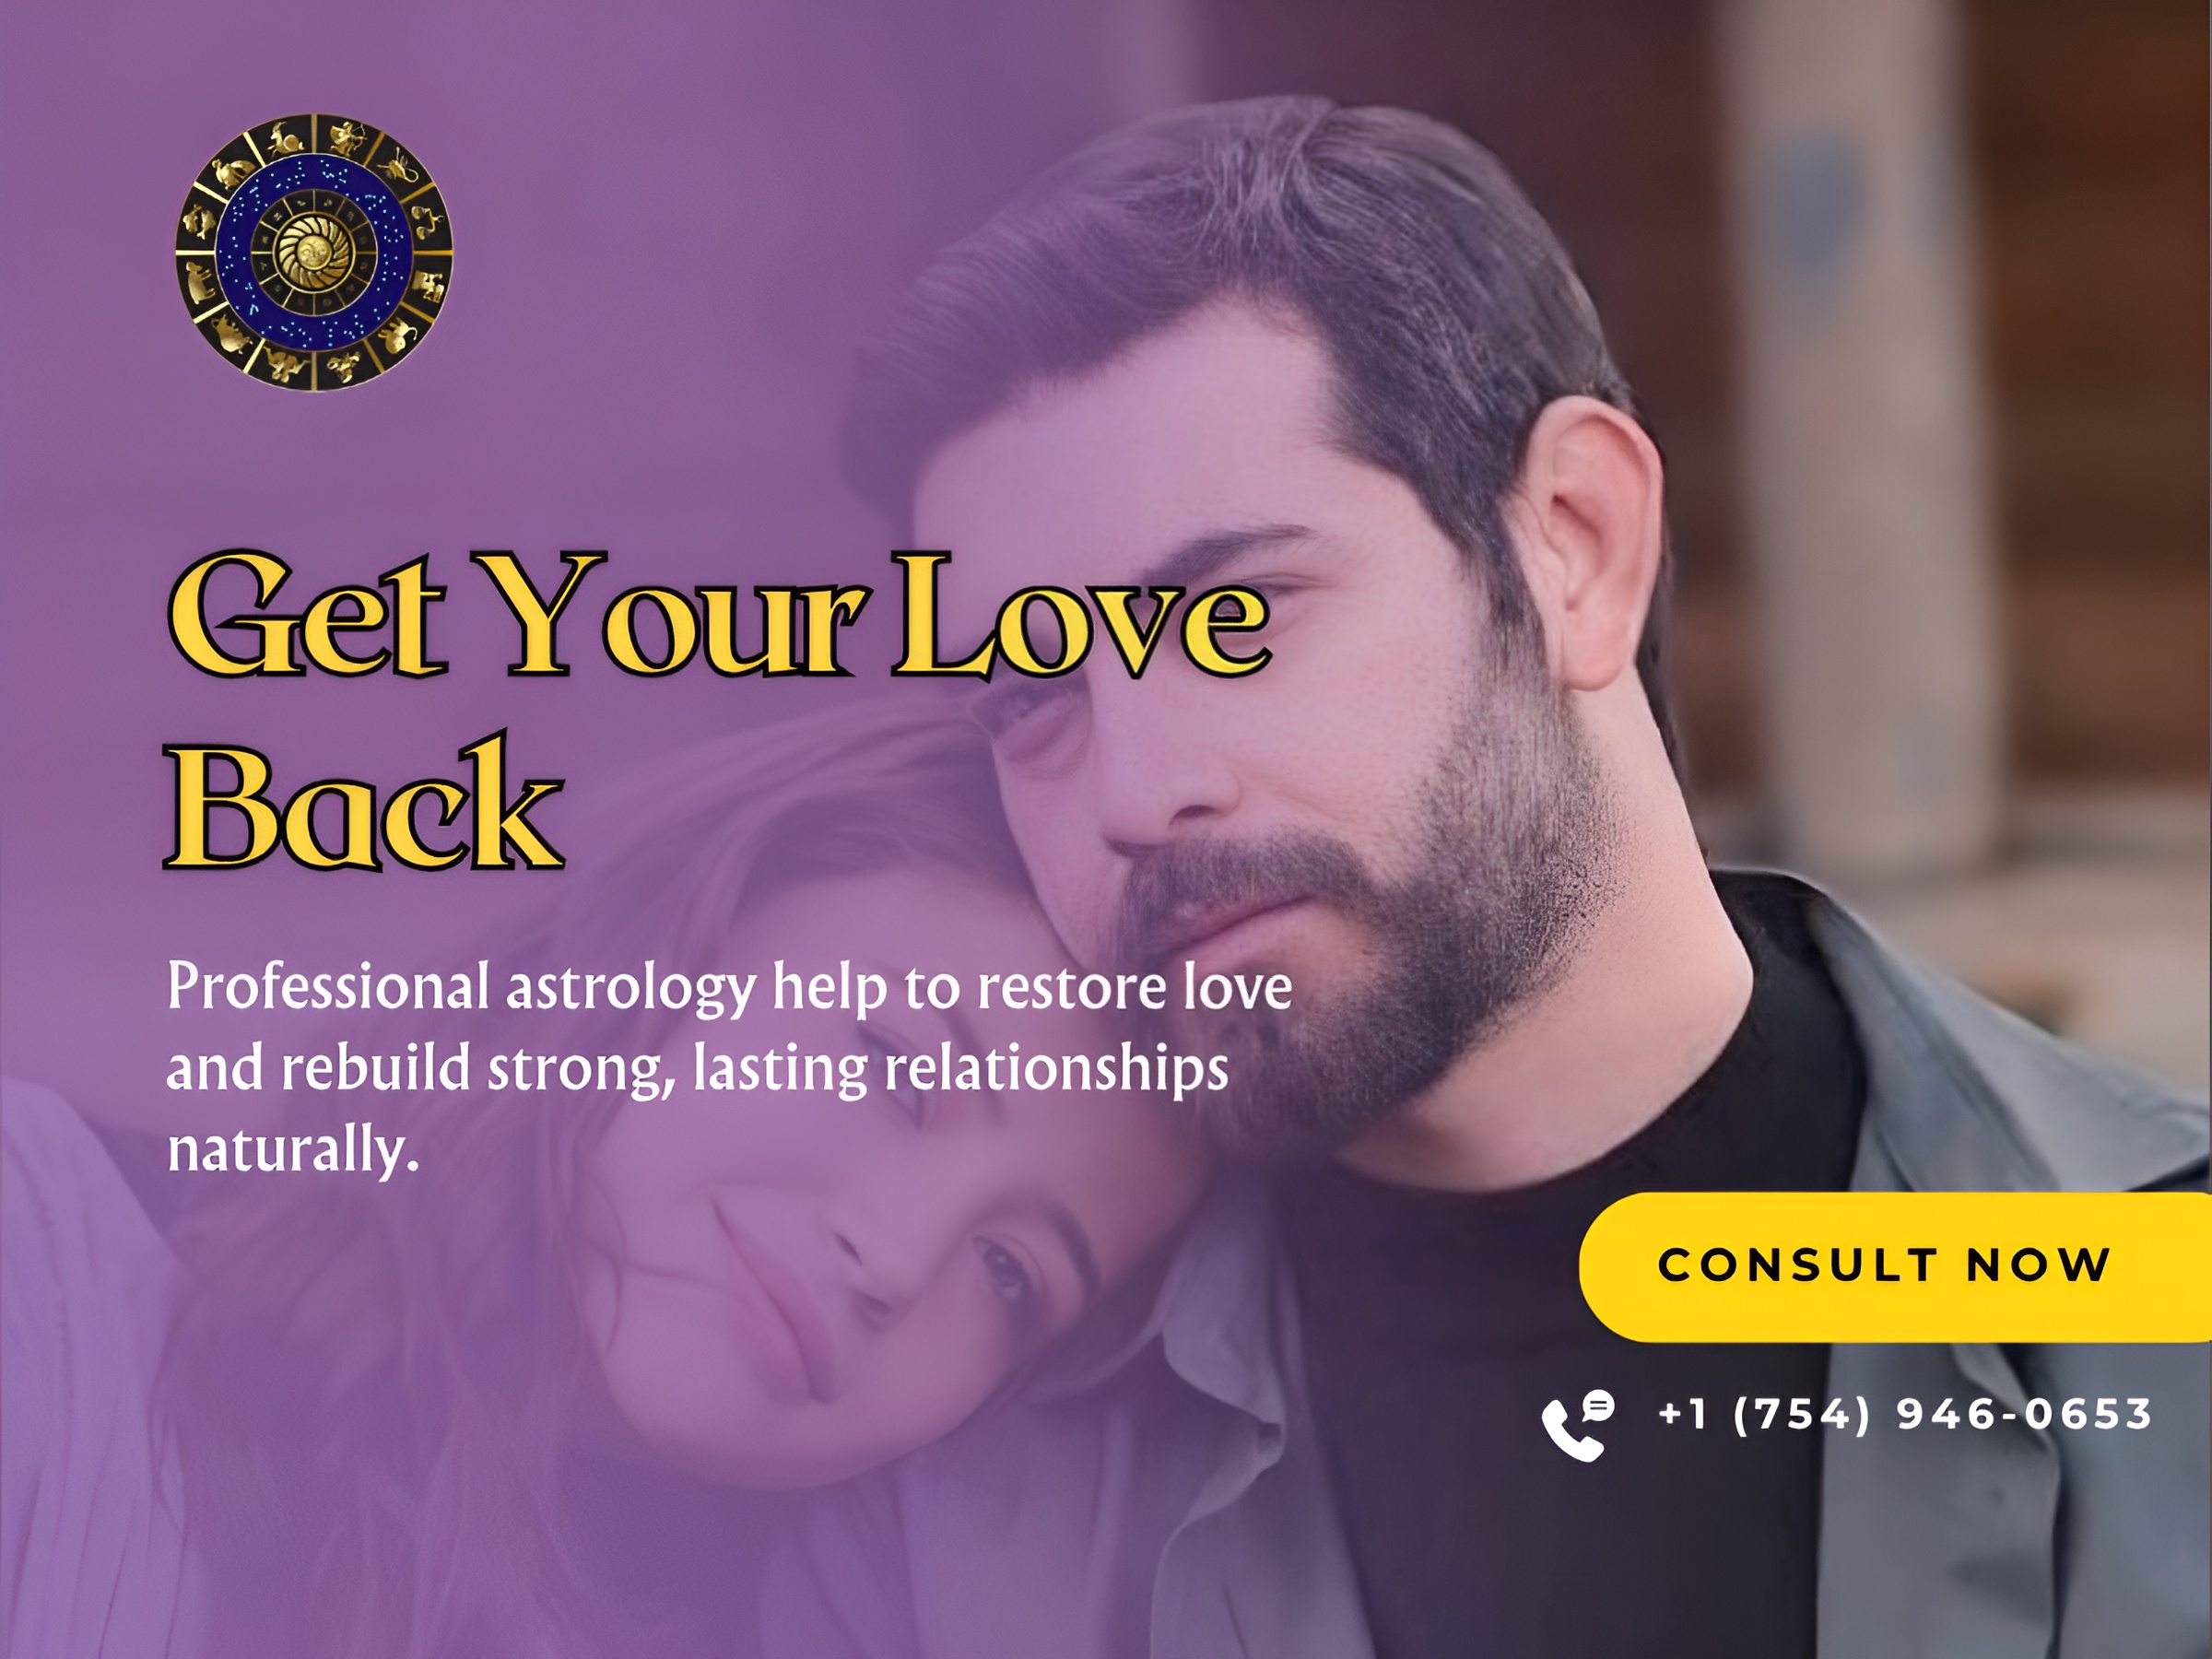 Get Your Love
Back
Professional astrology help to restore love
and rebuild strong, lasting relationships
naturally.
CONSULT NOW
+1 (754) 946-0653